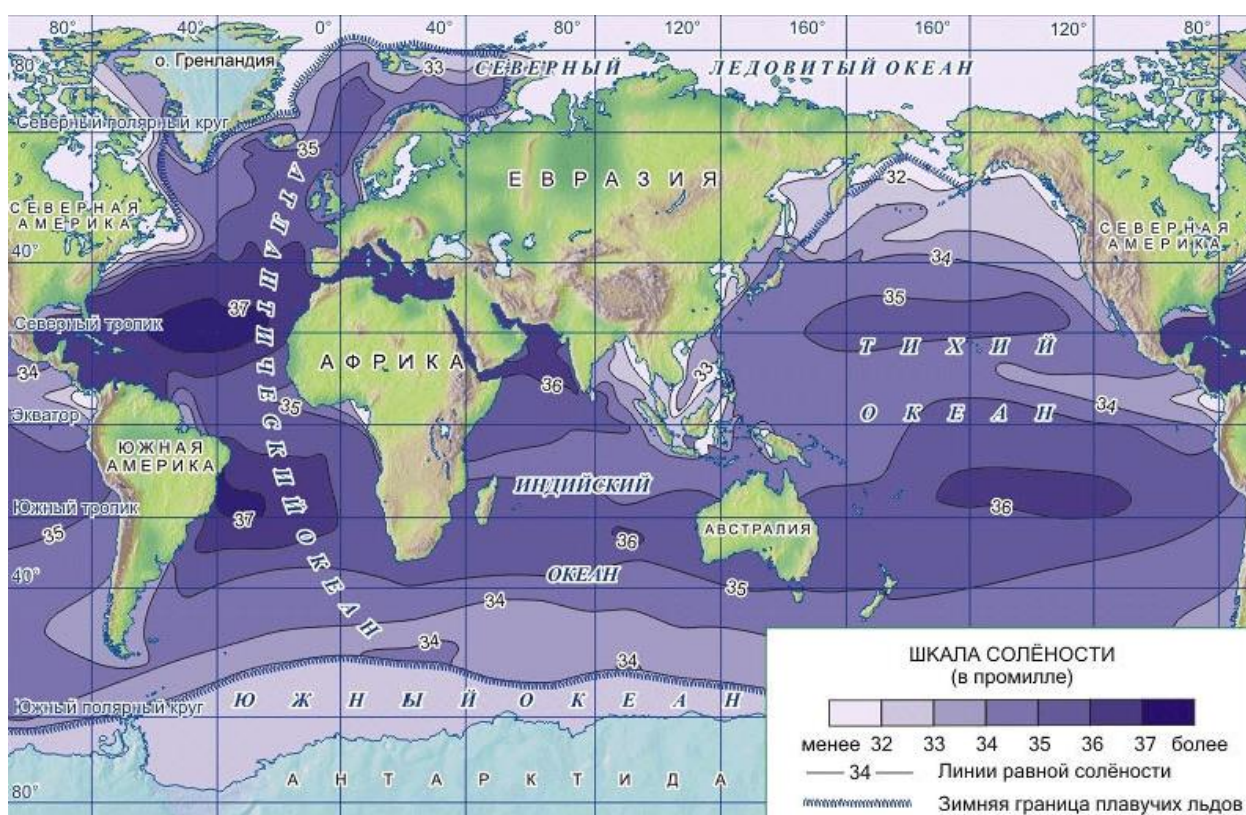 80° 40° 0° 40° 80° 120° 160° 160° 120° 80°
80°
о. Гренландия
33
СЕВЕРНЫЙ ЛЕДОВИТЫЙ ОКЕАН
Северный полярный круг
35
АТЛАНТИЧЕСКИЙ ОКЕАН
ЕВРАЗИЯ
32
СЕВЕРНАЯ
АМЕРИКА
СЕВЕРНАЯ
АМЕРИКА
40°
34
37
35
Северный тропик
АФРИКА
ТИХИЙ
34
36
33
35
34
Экватор
ОКЕАН
ЮЖНАЯ
АМЕРИКА
ИНДИЙСКИЙ
Южный тропик
37
36
35
36
АВСТРАЛИЯ
40°
ОКЕАН
35
34
34
34
Южный полярный круг
ЮЖНЫЙ ОКЕАН
АНТАРКТИДА
80°
ШКАЛА СОЛЁНОСТИ
(в промилле)
менее 32 33 34 35 36 37 более
34 Линии равной солёности
Зимняя граница плавучих льдов